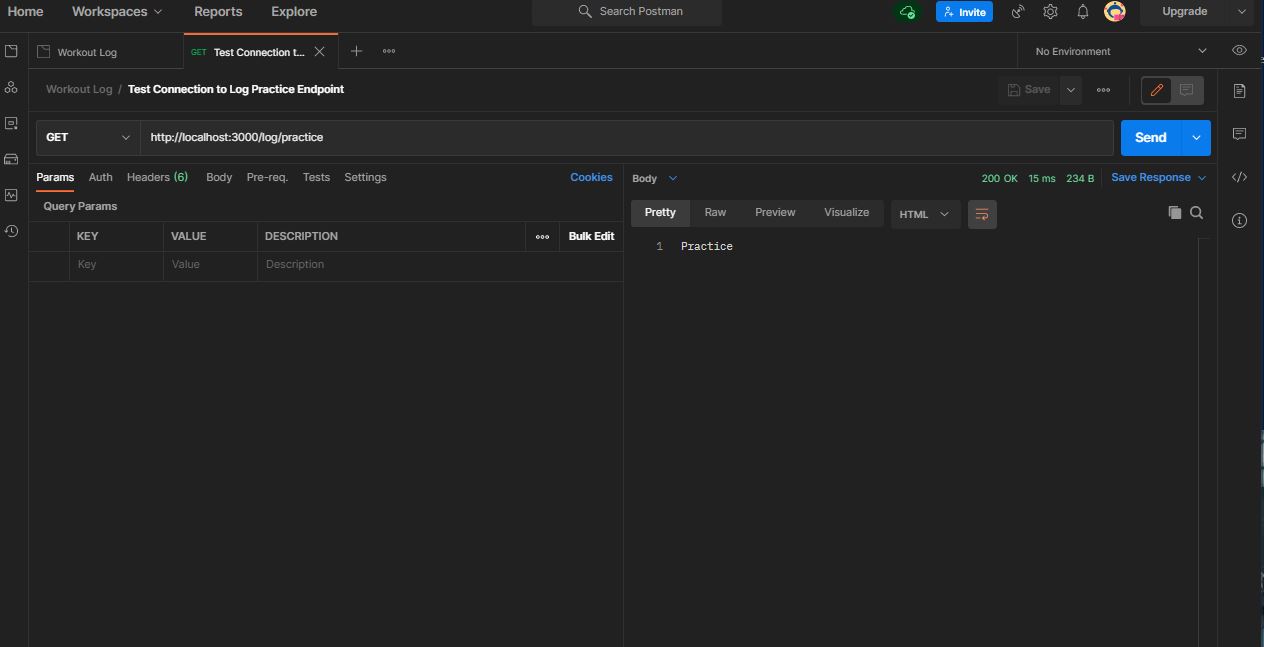 Home Workspaces Reports Explore Search Postman Invite Upgrade
Workout Log GET Test Connection t... No Environment
Workout Log / Test Connection to Log Practice Endpoint Save
GET http://localhost:3000/log/practice Send
Params Auth Headers (6) Body Pre-req. Tests Settings Cookies
Body 200 OK 15 ms 234 B Save Response
Query Params
Pretty Raw Preview Visualize HTML
KEY VALUE DESCRIPTION Bulk Edit
Key Value Description
1 Practice